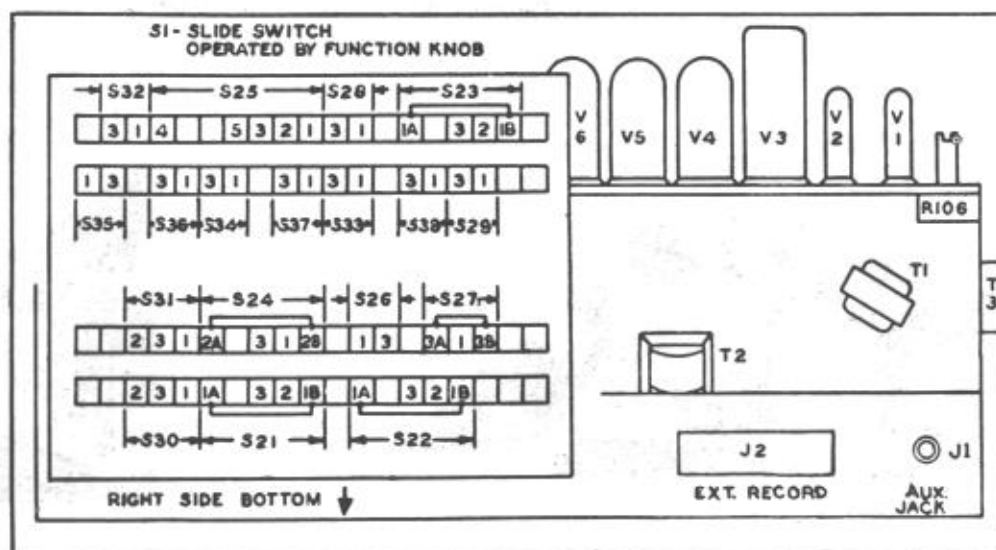 S1- SLIDE SWITCH
OPERATED BY FUNCTION KNOB
S32 S25 S28 S23
3 1 4 5 3 2 1 3 1 1A 3 2 1B
1 3 3 1 3 1 3 1 3 1 3 1 3 1
S35 S36 S34 S37 S33 S38 S29
S31 S24 S26 S27
2 3 1 2A 3 1 2B 1 3 3A 1 3B
2 3 1 1A 3 2 1B 1A 3 2 1B
S30 S21 S22
RIGHT SIDE BOTTOM
V6 V5 V4 V3 V2 V1
R106
T1
T3
T2
J2
J1
EXT. RECORD
AUX.
JACK